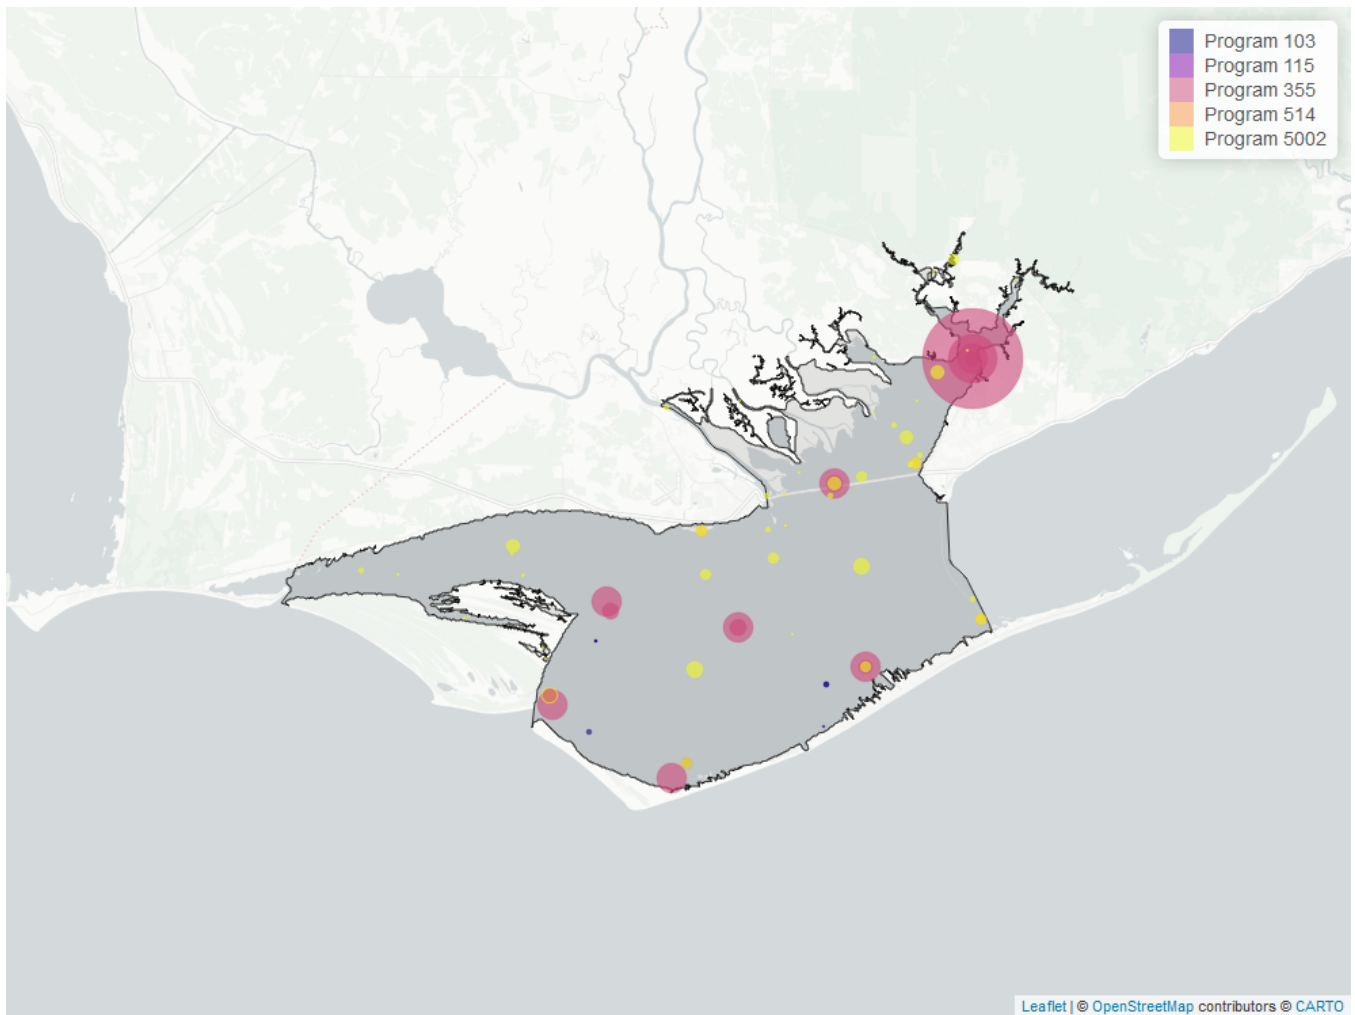 Program 103
Program 115
Program 355
Program 514
Program 5002
Leaflet | © OpenStreetMap contributors © CARTO